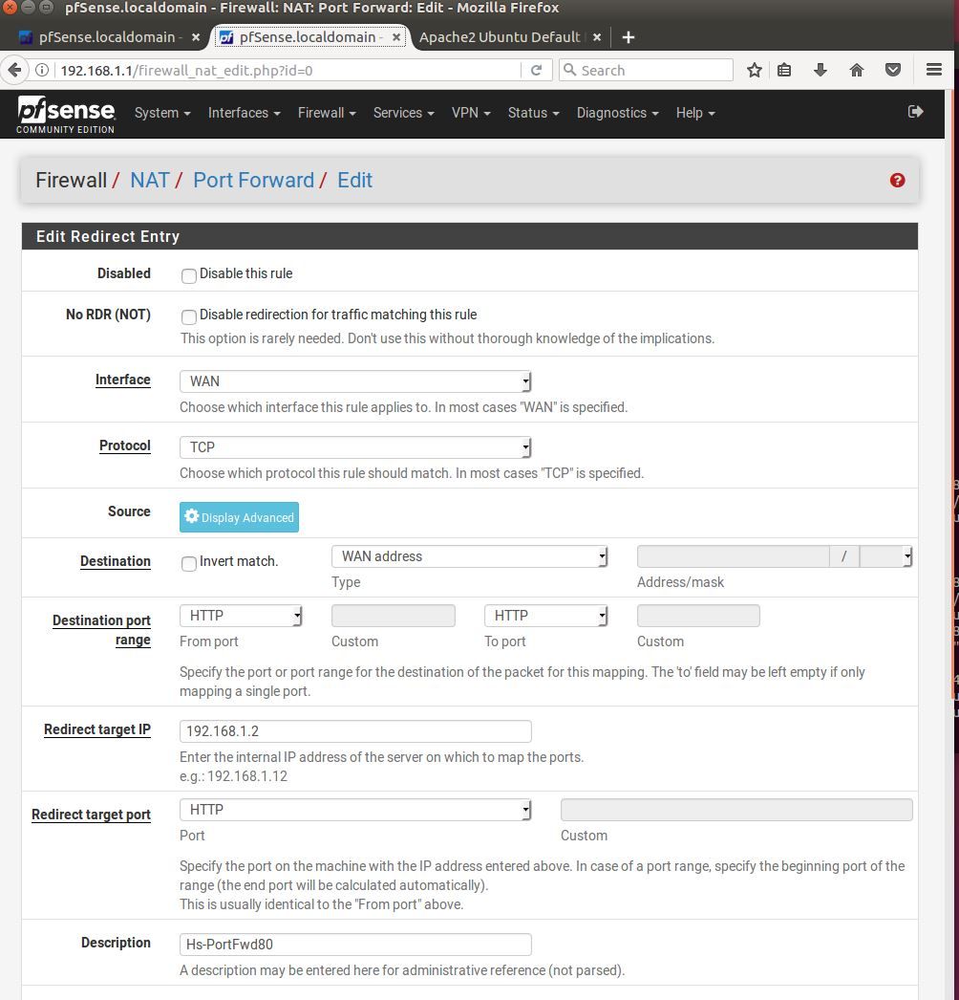 pfSense.localdomain - Firewall: NAT: Port Forward: Edit - Mozilla Firefox
pfSense.localdomain - × pfSense.localdomain - × Apache2 Ubuntu Default × +
192.168.1.1/firewall_nat_edit.php?id=0 Search
pfsense System Interfaces Firewall Services VPN Status Diagnostics Help
COMMUNITY EDITION
Firewall / NAT / Port Forward / Edit ?
Edit Redirect Entry
Disabled Disable this rule
No RDR (NOT) Disable redirection for traffic matching this rule
This option is rarely needed. Don't use this without thorough knowledge of the implications.
Interface WAN
Choose which interface this rule applies to. In most cases "WAN" is specified.
Protocol TCP
Choose which protocol this rule should match. In most cases "TCP" is specified.
Source Display Advanced
Destination Invert match. WAN address /
Type Address/mask
Destination port range HTTP HTTP
From port Custom To port Custom
Specify the port or port range for the destination of the packet for this mapping. The 'to' field may be left empty if only
mapping a single port.
Redirect target IP 192.168.1.2
Enter the internal IP address of the server on which to map the ports.
e.g.: 192.168.1.12
Redirect target port HTTP
Port Custom
Specify the port on the machine with the IP address entered above. In case of a port range, specify the beginning port of the
range (the end port will be calculated automatically).
This is usually identical to the "From port" above.
Description Hs-PortFwd80
A description may be entered here for administrative reference (not parsed).